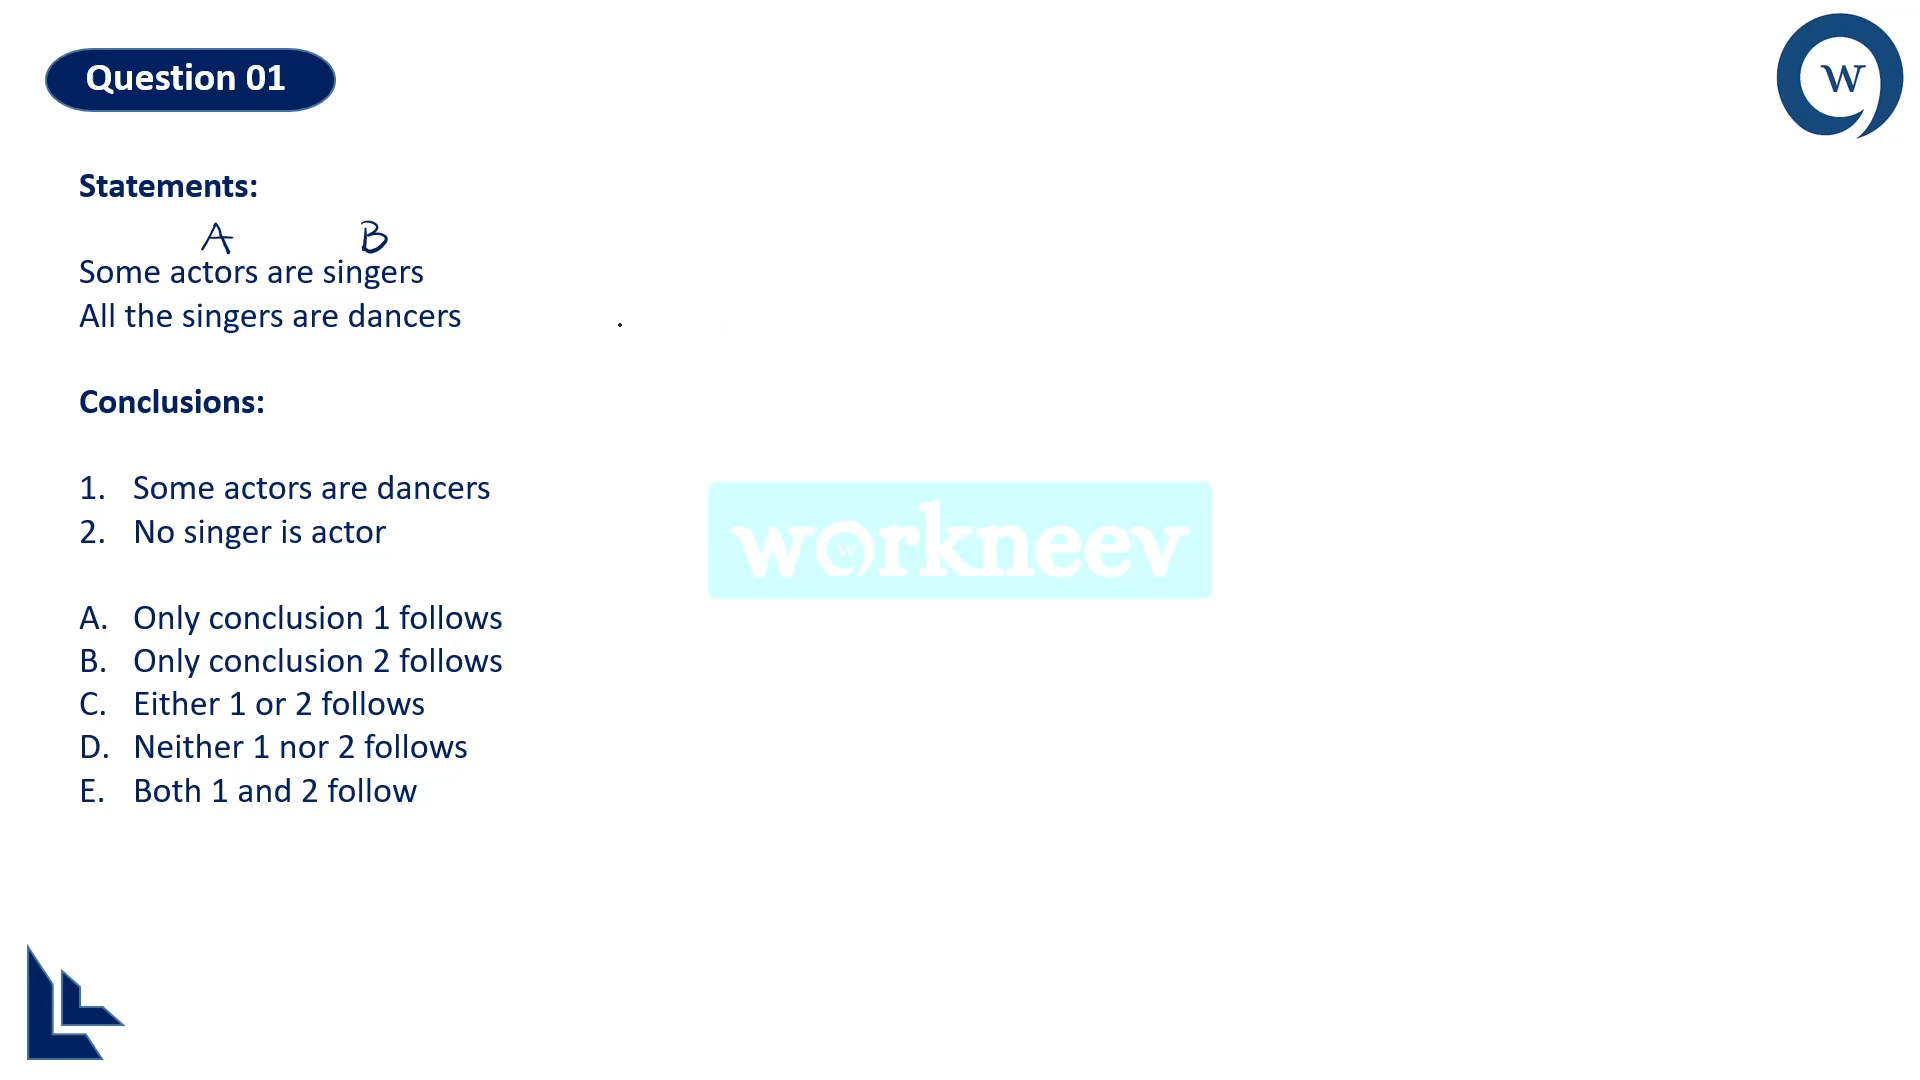 Question 01
W
Statements:
A B
Some actors are singers
All the singers are dancers
Conclusions:
1. Some actors are dancers
2. No singer is actor
workneev
A. Only conclusion 1 follows
B. Only conclusion 2 follows
C. Either 1 or 2 follows
D. Neither 1 nor 2 follows
E. Both 1 and 2 follow